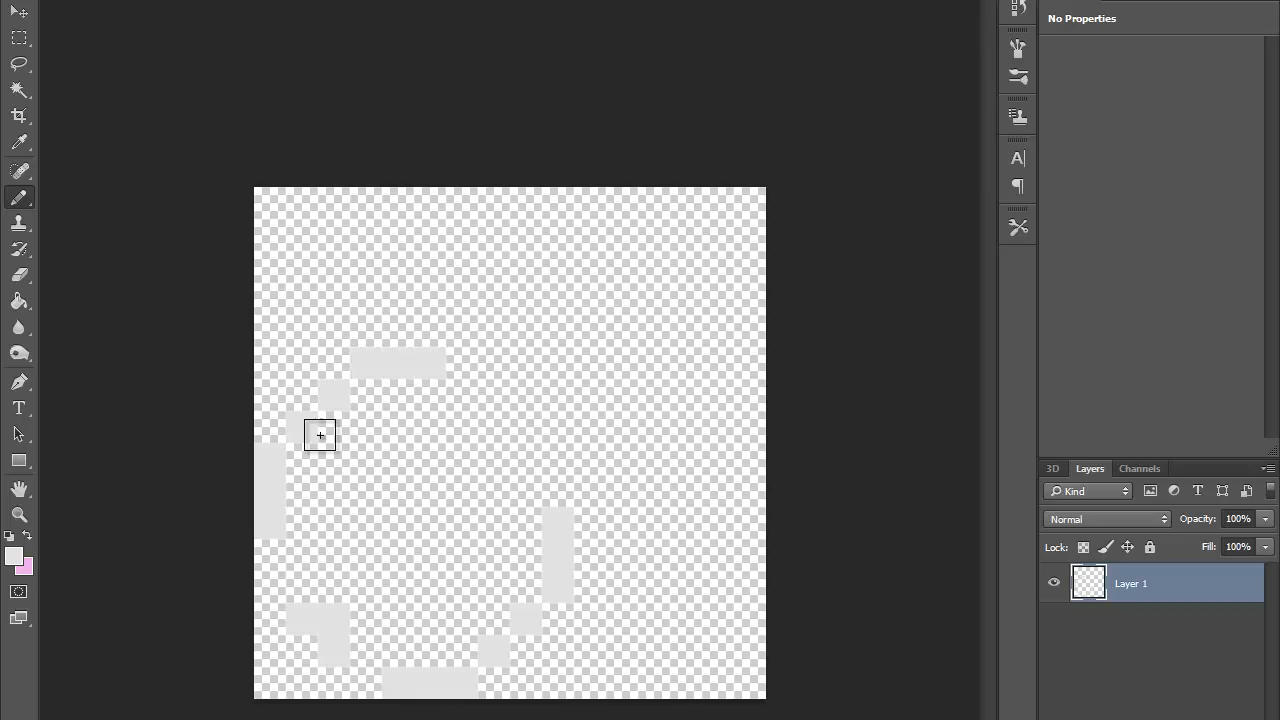 No Properties
3D Layers Channels
Kind
Normal Opacity: 100%
Lock: Fill: 100%
Layer 1